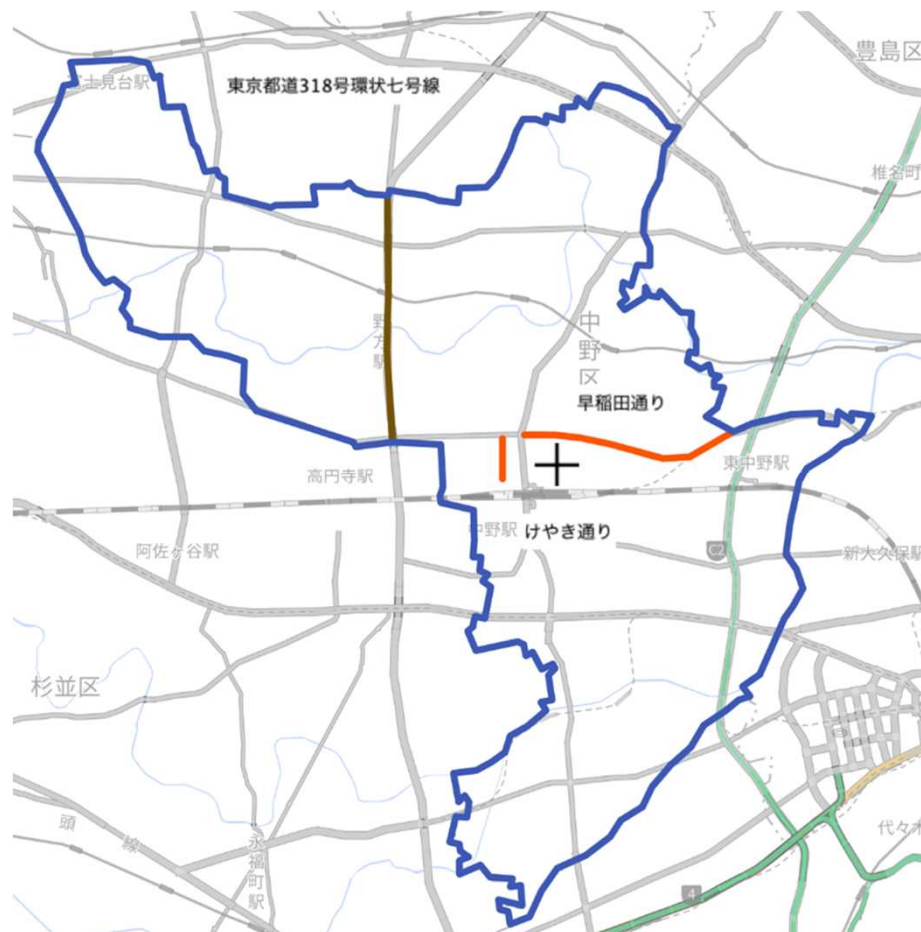 豊島区
富士見台駅
東京都道318号環状七号線
椎名町
野方駅
中野区
早稲田通り
東中野駅
高円寺駅
中野駅
けやき通り
阿佐ヶ谷駅
C2
新大久保駅
杉並区
頭
線
永福町駅
代々木
4